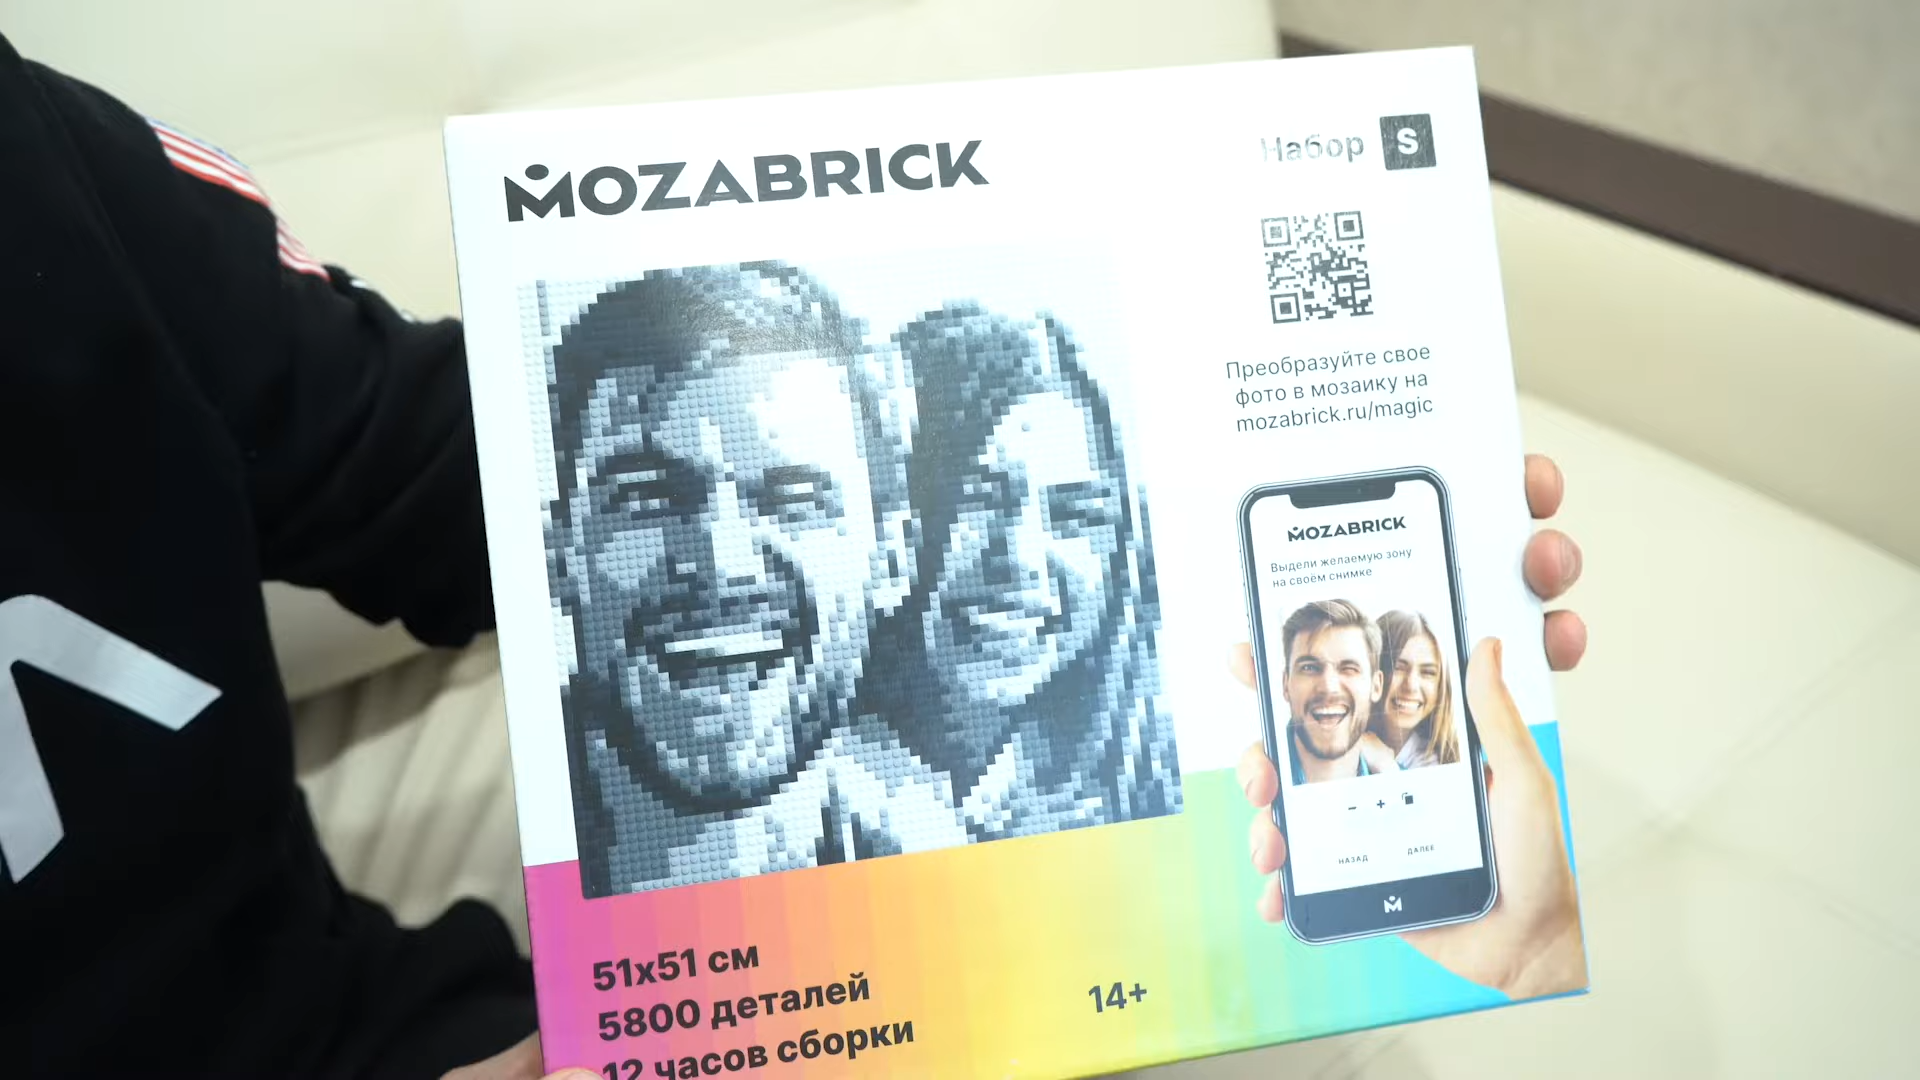 MOZABRICK
Набор S
Преобразуйте свое
фото в мозаику на
mozabrick.ru/magic
MOZABRICK
Выдели желаемую зону
на своём снимке
− +
НАЗАД ДАЛЕЕ
51x51 см
5800 деталей
12 часов сборки
14+